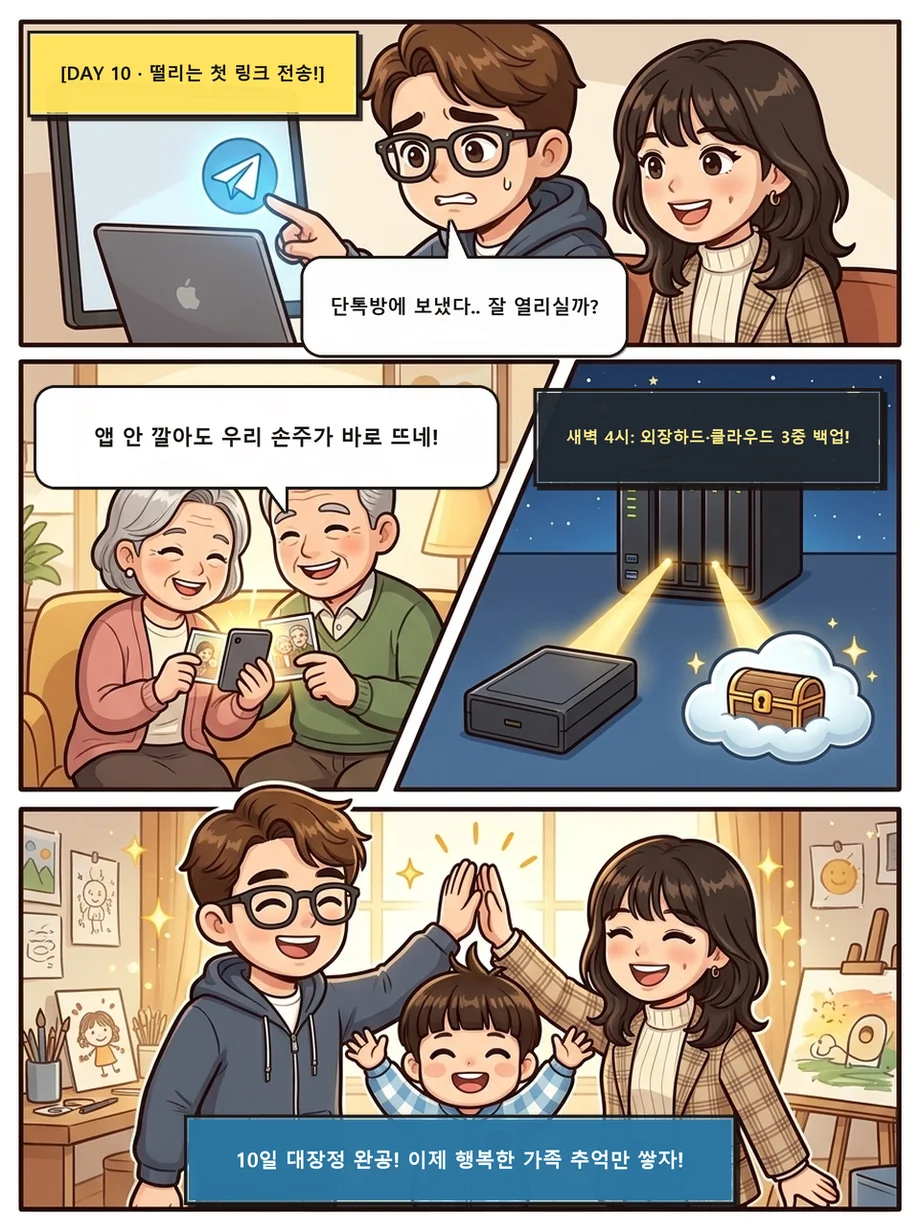 [DAY 10 · 떨리는 첫 링크 전송!]
단톡방에 보냈다.. 잘 열리실까?
앱 안 깔아도 우리 손주가 바로 뜨네!
새벽 4시: 외장하드·클라우드 3중 백업!
10일 대장정 완공! 이제 행복한 가족 추억만 쌓자!